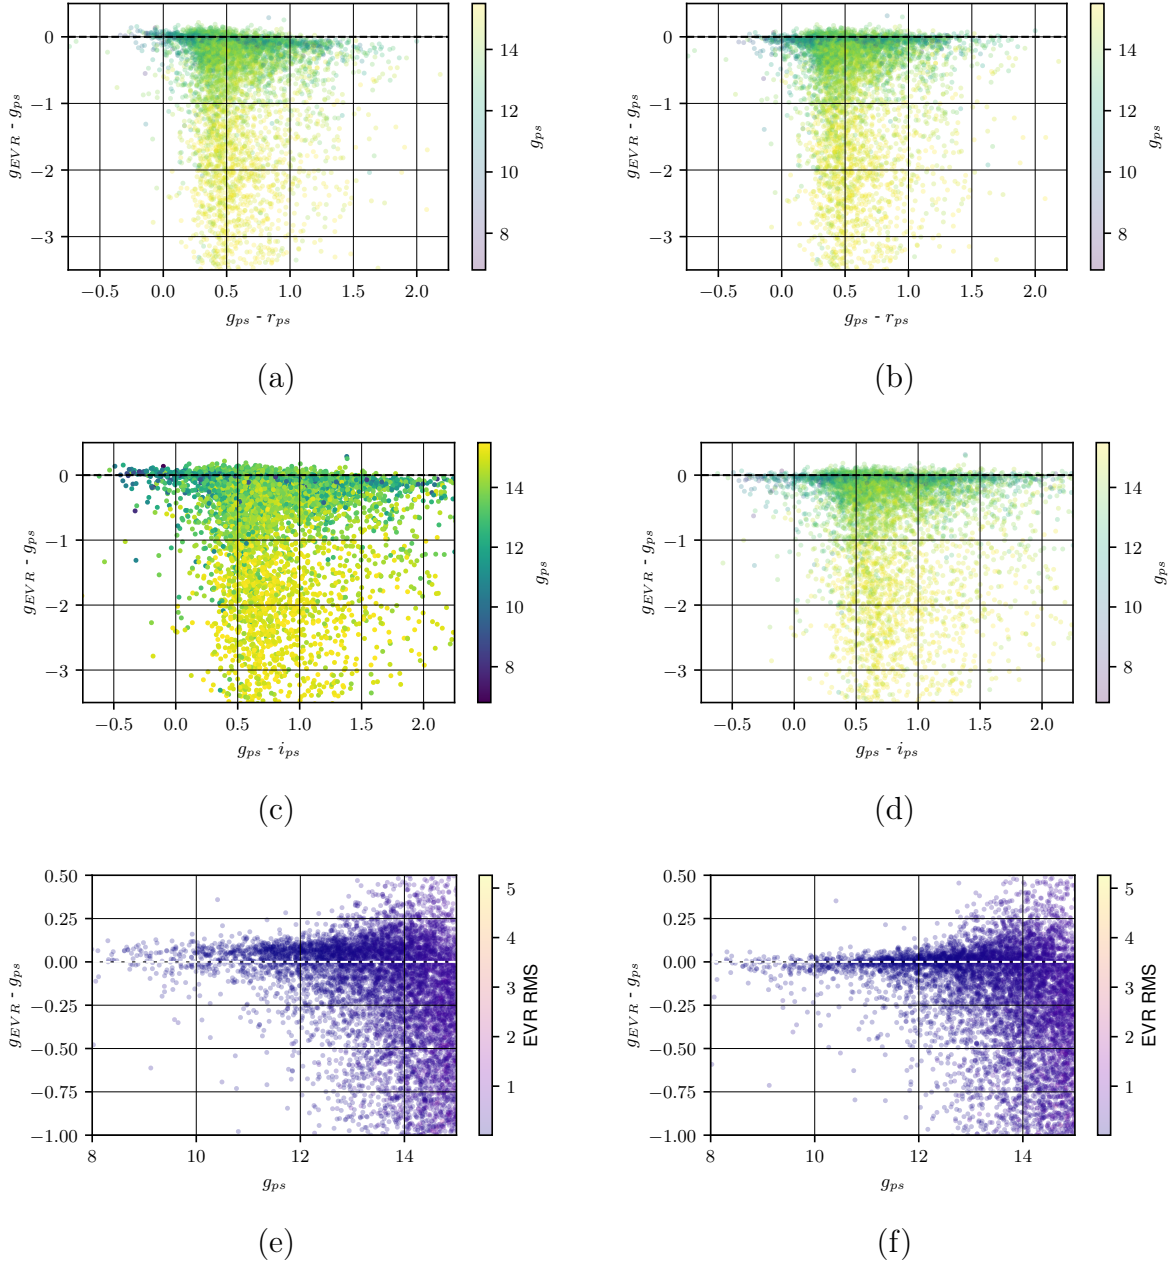 0
−1
−2
−3
g_EVR - g_ps
−0.5 0.0 0.5 1.0 1.5 2.0
g_ps - r_ps
14
12
10
8
g_ps
(a)
0
−1
−2
−3
g_EVR - g_ps
−0.5 0.0 0.5 1.0 1.5 2.0
g_ps - r_ps
14
12
10
8
g_ps
(b)
0
−1
−2
−3
g_EVR - g_ps
−0.5 0.0 0.5 1.0 1.5 2.0
g_ps - i_ps
14
12
10
8
g_ps
(c)
0
−1
−2
−3
g_EVR - g_ps
−0.5 0.0 0.5 1.0 1.5 2.0
g_ps - i_ps
14
12
10
8
g_ps
(d)
0.50
0.25
0.00
−0.25
−0.50
−0.75
−1.00
g_EVR - g_ps
8 10 12 14
g_ps
5
4
3
2
1
EVR RMS
(e)
0.50
0.25
0.00
−0.25
−0.50
−0.75
−1.00
g_EVR - g_ps
8 10 12 14
g_ps
5
4
3
2
1
EVR RMS
(f)